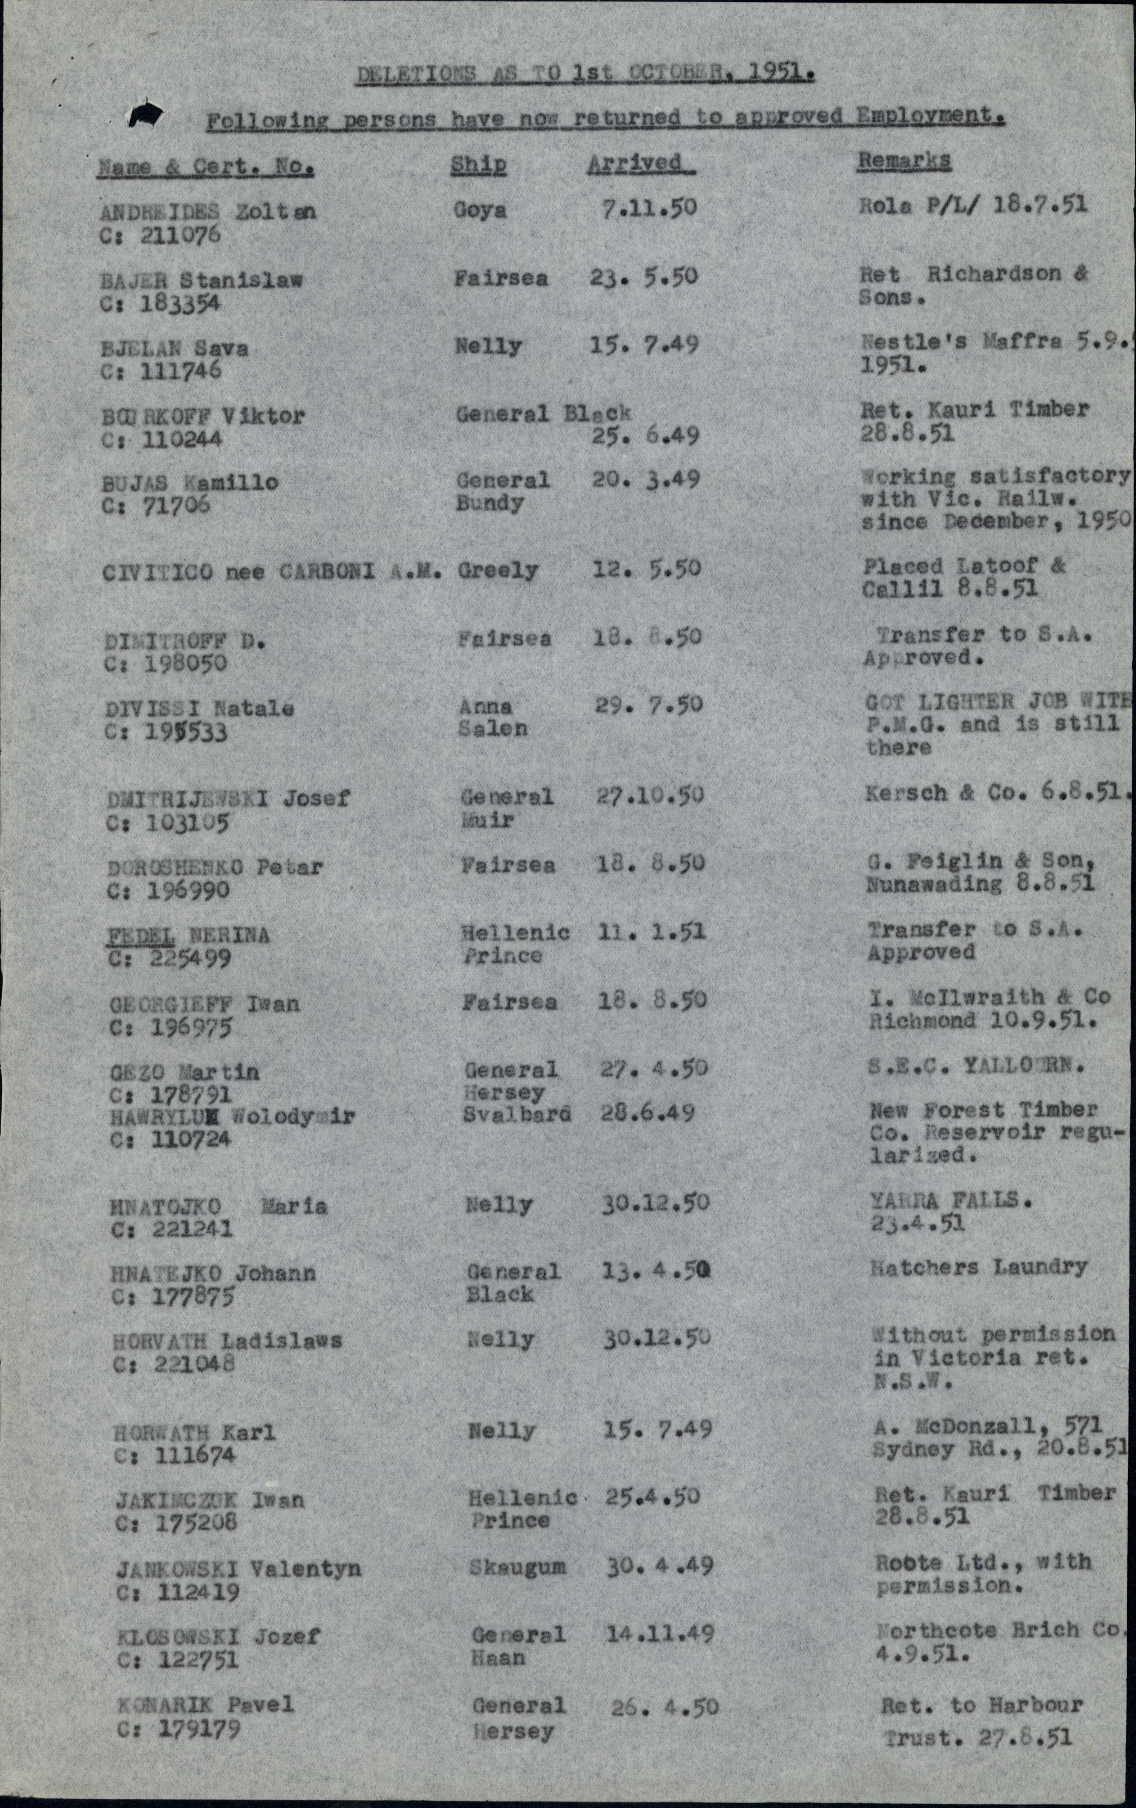 DELETIONS AS TO 1st OCTOBER, 1951.
Following persons have now returned to approved Employment.
Name & Cert. No. Ship Arrived Remarks
ANDREIDES Zoltan Goya 7.11.50 Rola P/L/ 18.7.51
C: 211076
BAJER Stanislaw Fairsea 23. 5.50 Ret Richardson &
C: 183354 Sons.
BJELAN Sava Nelly 15. 7.49 Nestle's Maffra 5.9.
C: 111746 1951.
BOURKOFF Viktor General Black Ret. Kauri Timber
C: 110244 25. 6.49 28.8.51
BUJAS Kamillo General 20. 3.49 Working satisfactory
C: 71706 Bundy with Vic. Railw.
since December, 1950
CIVITICO nee CARBONI A.M. Greely 12. 5.50 Placed Latoof &
Callil 8.8.51
DIMITROFF D. Fairsea 18. 8.50 Transfer to S.A.
C: 198050 Approved.
DIVISSI Natale Anna 29. 7.50 GOT LIGHTER JOB WITH
C: 195533 Salen P.M.G. and is still
there
DMITRIJEWSKI Josef General 27.10.50 Kersch & Co. 6.8.51.
C: 103105 Muir
DOROSHENKO Petar Fairsea 18. 8.50 G. Feiglin & Son,
C: 196990 Nunawading 8.8.51
FEDEL NERINA Hellenic 11. 1.51 Transfer to S.A.
C: 225499 Prince Approved
GEORGIEFF Iwan Fairsea 18. 8.50 I. McIlwraith & Co
C: 196975 Richmond 10.9.51.
GEZO Martin General 27. 4.50 S.E.C. YALLOURN.
C: 178791 Hersey
HAWRYLUK Wolodymir Svalbard 28.6.49 New Forest Timber
C: 110724 Co. Reservoir regu-
larized.
HNATOJKO Maria Nelly 30.12.50 YARRA FALLS.
C: 221241 23.4.51
HNATEJKO Johann General 13. 4.50 Hatchers Laundry
C: 177875 Black
HORVATH Ladislaws Nelly 30.12.50 Without permission
C: 221048 in Victoria ret.
N.S.W.
HORWATH Karl Nelly 15. 7.49 A. McDonzall, 571
C: 111674 Sydney Rd., 20.8.51
JAKIMCZUK Iwan Hellenic 25.4.50 Ret. Kauri Timber
C: 175208 Prince 28.8.51
JANKOWSKI Valentyn Skaugum 30. 4.49 Roote Ltd., with
C: 112419 permission.
KLOSOWSKI Jozef General 14.11.49 Northcote Brich Co.
C: 122751 Haan 4.9.51.
KONARIK Pavel General 26. 4.50 Ret. to Harbour
C: 179179 Hersey Trust. 27.8.51